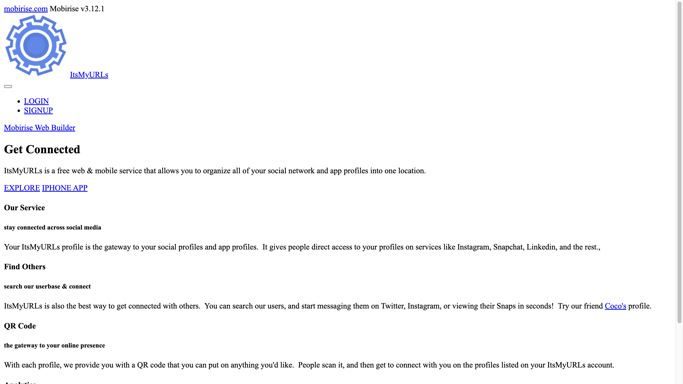 mobirise.com Mobirise v3.12.1
ItsMyURLs
LOGIN
SIGNUP
Mobirise Web Builder
Get Connected
ItsMyURLs is a free web & mobile service that allows you to organize all of your social network and app profiles into one location.
EXPLORE IPHONE APP
Our Service
stay connected across social media
Your ItsMyURLs profile is the gateway to your social profiles and app profiles.  It gives people direct access to your profiles on services like Instagram, Snapchat, Linkedin, and the rest.,
Find Others
search our userbase & connect
ItsMyURLs is also the best way to get connected with others.  You can search our users, and start messaging them on Twitter, Instagram, or viewing their Snaps in seconds!  Try our friend Coco's profile.
QR Code
the gateway to your online presence
With each profile, we provide you with a QR code that you can put on anything you'd like.  People scan it, and then get to connect with you on the profiles listed on your ItsMyURLs account.